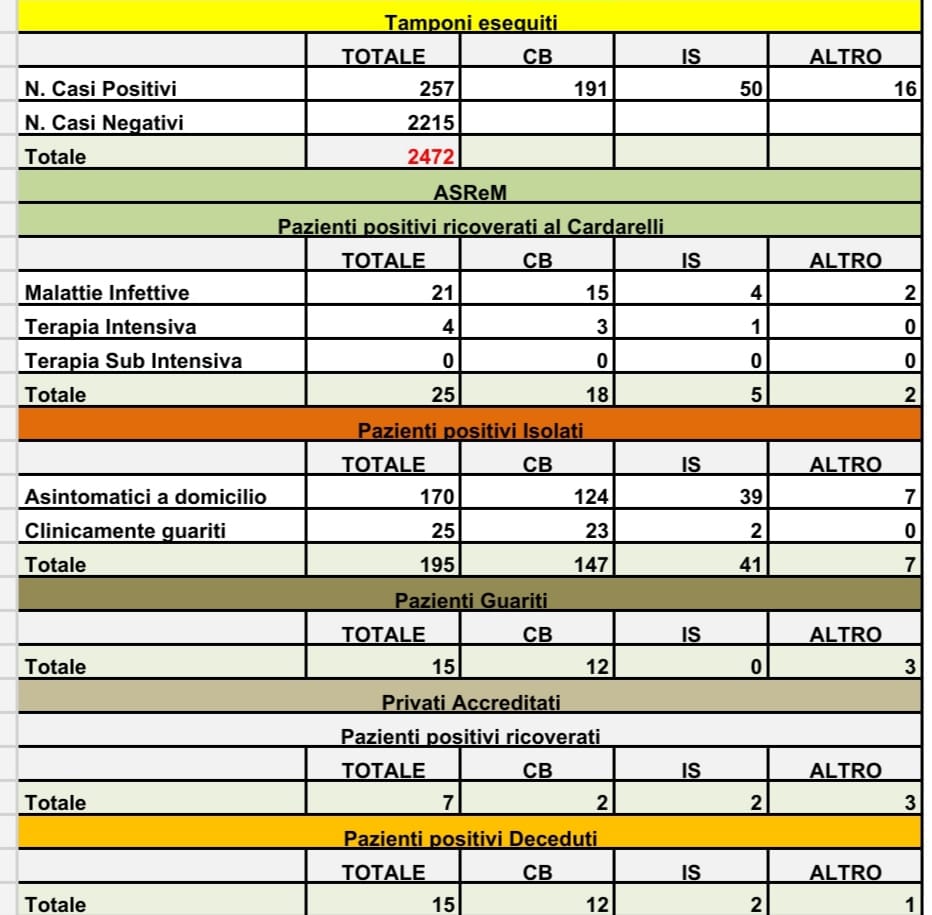 Tamponi eseguiti
TOTALE CB IS ALTRO
N. Casi Positivi 257 191 50 16
N. Casi Negativi 2215
Totale 2472
ASReM
Pazienti positivi ricoverati al Cardarelli
TOTALE CB IS ALTRO
Malattie Infettive 21 15 4 2
Terapia Intensiva 4 3 1 0
Terapia Sub Intensiva 0 0 0 0
Totale 25 18 5 2
Pazienti positivi Isolati
TOTALE CB IS ALTRO
Asintomatici a domicilio 170 124 39 7
Clinicamente guariti 25 23 2 0
Totale 195 147 41 7
Pazienti Guariti
TOTALE CB IS ALTRO
Totale 15 12 0 3
Privati Accreditati
Pazienti positivi ricoverati
TOTALE CB IS ALTRO
Totale 7 2 2 3
Pazienti positivi Deceduti
TOTALE CB IS ALTRO
Totale 15 12 2 1